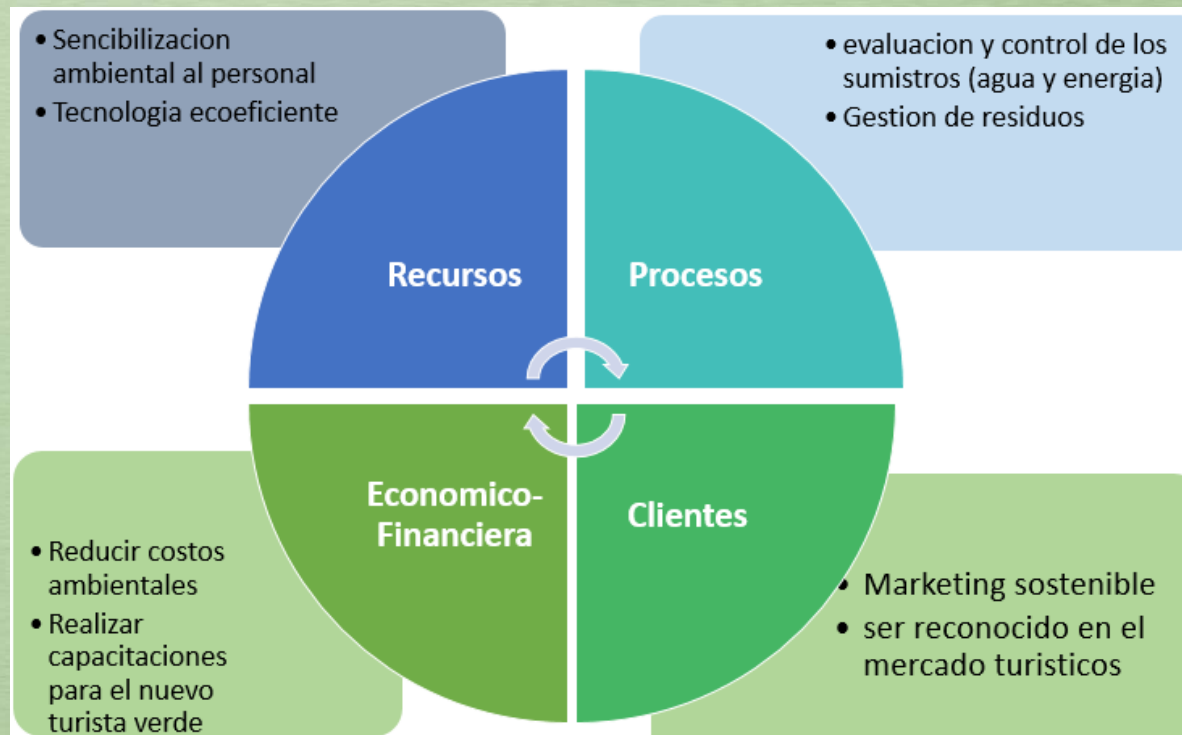 • Sencibilizacion
ambiental al personal
• Tecnologia ecoeficiente
• evaluacion y control de los
sumistros (agua y energia)
• Gestion de residuos
Recursos
Procesos
Economico-
Financiera
Clientes
• Reducir costos
ambientales
• Realizar
capacitaciones
para el nuevo
turista verde
• Marketing sostenible
• ser reconocido en el
mercado turisticos